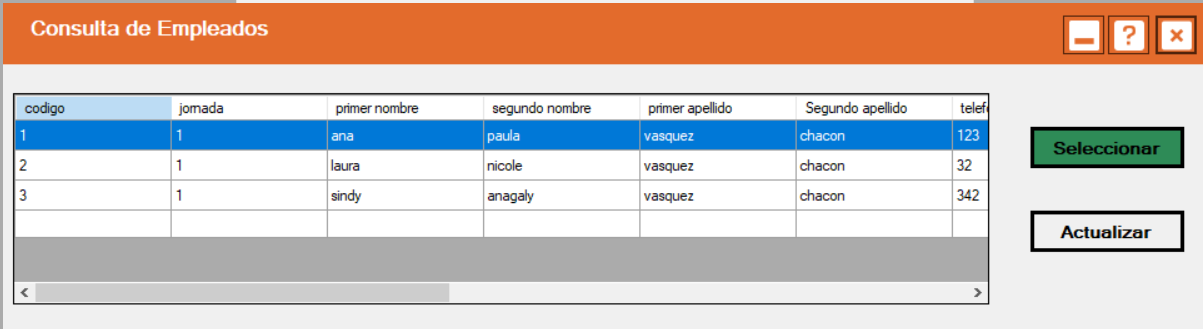 Consulta de Empleados
?
codigo jornada primer nombre segundo nombre primer apellido Segundo apellido telef
1 1 ana paula vasquez chacon 123
2 1 laura nicole vasquez chacon 32
3 1 sindy anagaly vasquez chacon 342
Seleccionar
Actualizar